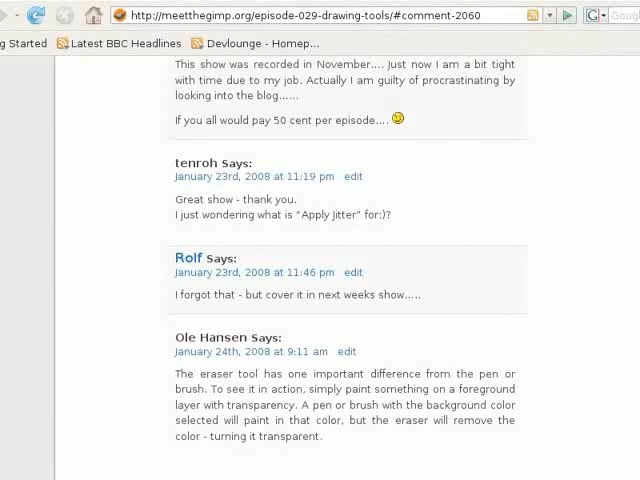 http://meetthegimp.org/episode-029-drawing-tools/#comment-2060
G Google
g Started Latest BBC Headlines Devlounge - Homep...
This show was recorded in November.... Just now I am a bit tight
with time due to my job. Actually I am guilty of procrastinating by
looking into the blog......
If you all would pay 50 cent per episode....
tenroh Says:
January 23rd, 2008 at 11:19 pm edit
Great show - thank you.
I just wondering what is “Apply Jitter” for:)?
Rolf Says:
January 23rd, 2008 at 11:46 pm edit
I forgot that - but cover it in next weeks show.....
Ole Hansen Says:
January 24th, 2008 at 9:11 am edit
The eraser tool has one important difference from the pen or
brush. To see it in action, simply paint something on a foreground
layer with transparency. A pen or brush with the background color
selected will paint in that color, but the eraser will remove the
color - turning it transparent.